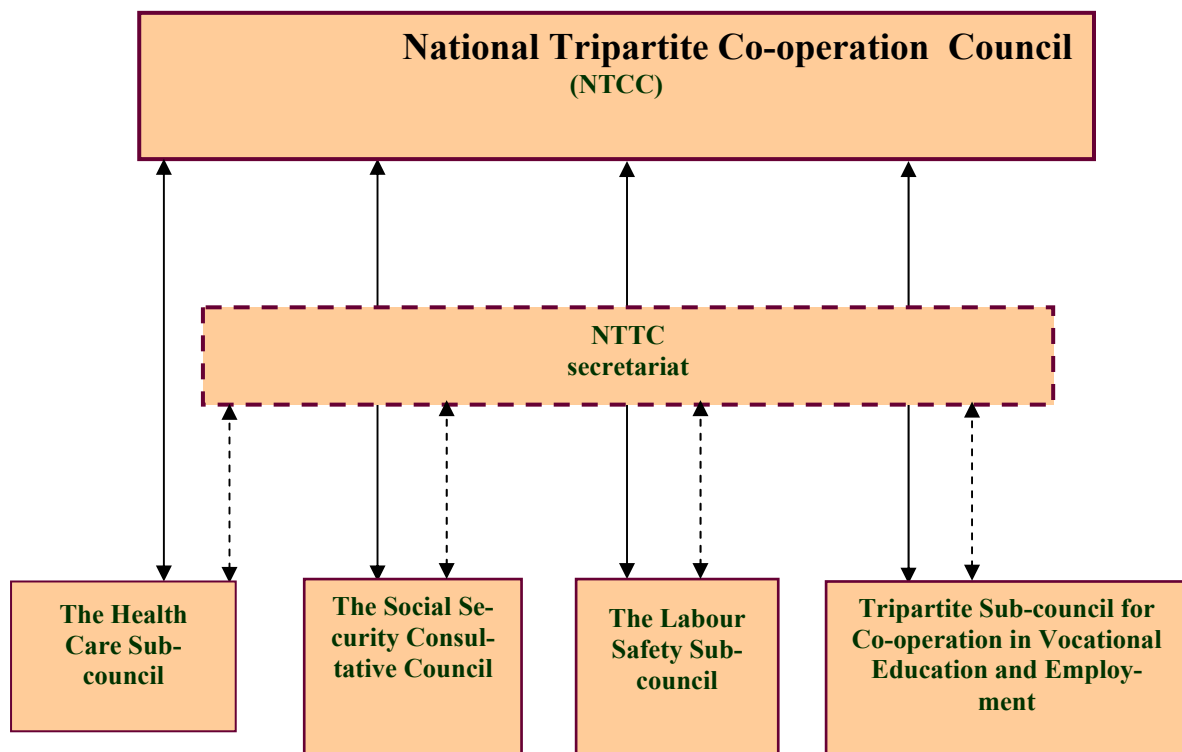 National Tripartite Co-operation Council
(NTCC)
NTTC
secretariat
The Health
Care Sub-
council
The Social Se-
curity Consul-
tative Council
The Labour
Safety Sub-
council
Tripartite Sub-council for
Co-operation in Vocational
Education and Employ-
ment